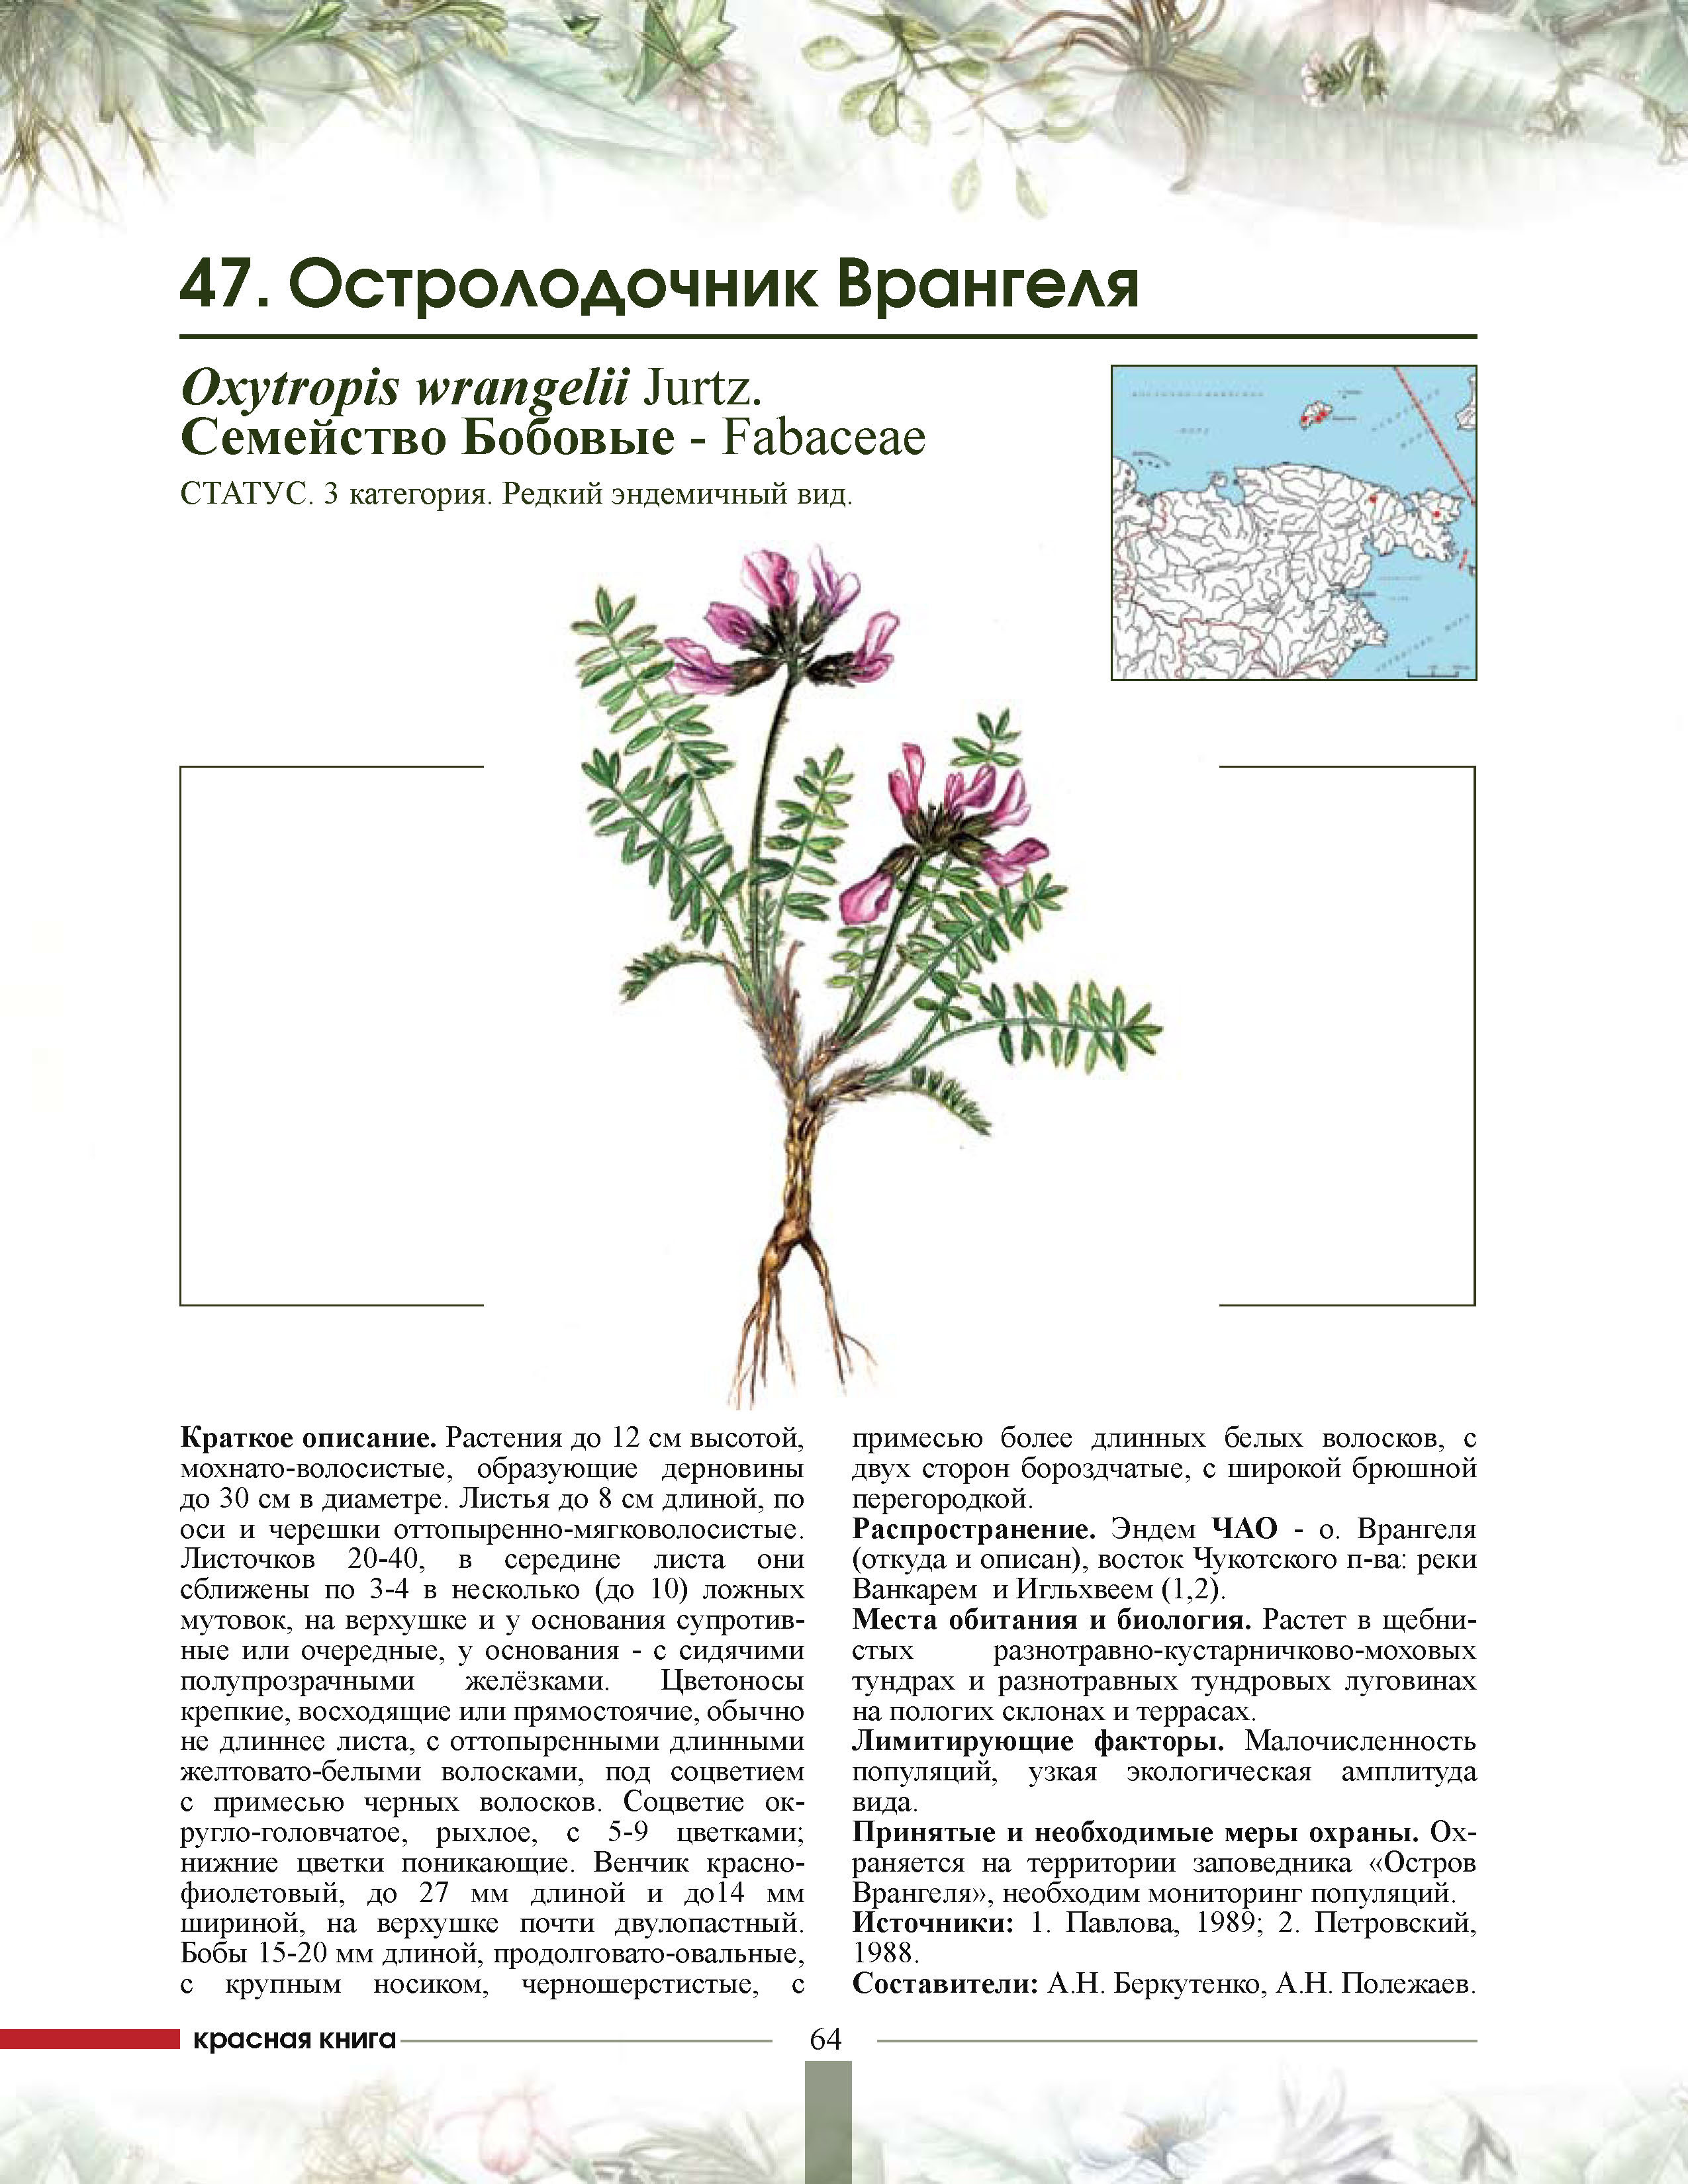 47. Остролодочник Врангеля
Oxytropis wrangelii Jurtz.
Семейство Бобовые - Fabaceae
СТАТУС. 3 категория. Редкий эндемичный вид.
Краткое описание. Растения до 12 см высотой,
мохнато-волосистые, образующие дерновины
до 30 см в диаметре. Листья до 8 см длиной, по
оси и черешки оттопыренно-мягковолосистые.
Листочков 20-40, в середине листа они
сближены по 3-4 в несколько (до 10) ложных
мутовок, на верхушке и у основания супротив-
ные или очередные, у основания - с сидячими
полупрозрачными желёзками. Цветоносы
крепкие, восходящие или прямостоячие, обычно
не длиннее листа, с оттопыренными длинными
желтовато-белыми волосками, под соцветием
с примесью черных волосков. Соцветие ок-
ругло-головчатое, рыхлое, с 5-9 цветками;
нижние цветки поникающие. Венчик красно-
фиолетовый, до 27 мм длиной и до14 мм
шириной, на верхушке почти двулопастный.
Бобы 15-20 мм длиной, продолговато-овальные,
с крупным носиком, черношерстистые, с
примесью более длинных белых волосков, с
двух сторон бороздчатые, с широкой брюшной
перегородкой.
Распространение. Эндем ЧАО - о. Врангеля
(откуда и описан), восток Чукотского п-ва: реки
Ванкарем и Игльхвеем (1,2).
Места обитания и биология. Растет в щебни-
стых разнотравно-кустарничково-моховых
тундрах и разнотравных тундровых луговинах
на пологих склонах и террасах.
Лимитирующие факторы. Малочисленность
популяций, узкая экологическая амплитуда
вида.
Принятые и необходимые меры охраны. Ох-
раняется на территории заповедника «Остров
Врангеля», необходим мониторинг популяций.
Источники: 1. Павлова, 1989; 2. Петровский,
1988.
Составители: А.Н. Беркутенко, А.Н. Полежаев.
красная книга
64